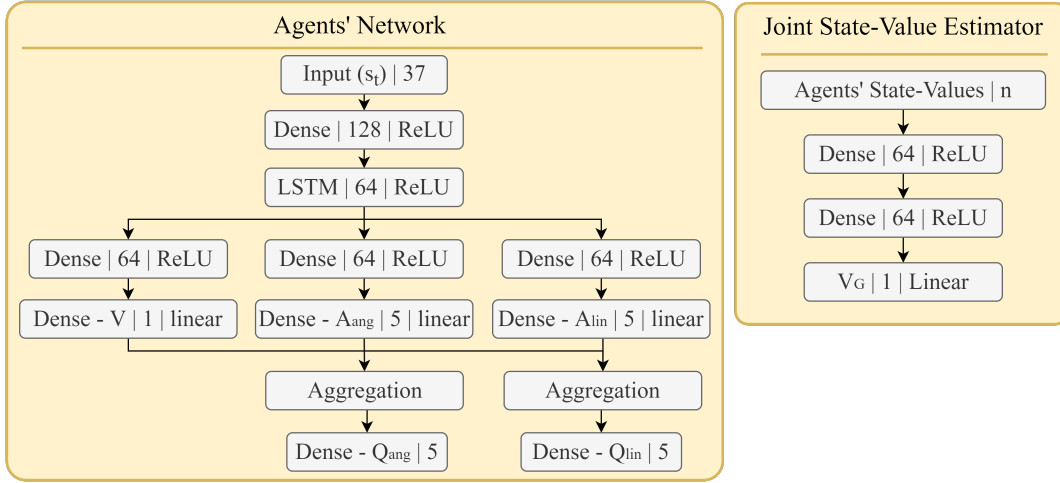 Agents' Network
Input (st) | 37
Dense | 128 | ReLU
LSTM | 64 | ReLU
Dense | 64 | ReLU
Dense | 64 | ReLU
Dense | 64 | ReLU
Dense - V | 1 | linear
Dense - Aang | 5 | linear
Dense - Alin | 5 | linear
Aggregation
Aggregation
Dense - Qang | 5
Dense - Qlin | 5
Joint State-Value Estimator
Agents' State-Values | n
Dense | 64 | ReLU
Dense | 64 | ReLU
VG | 1 | Linear